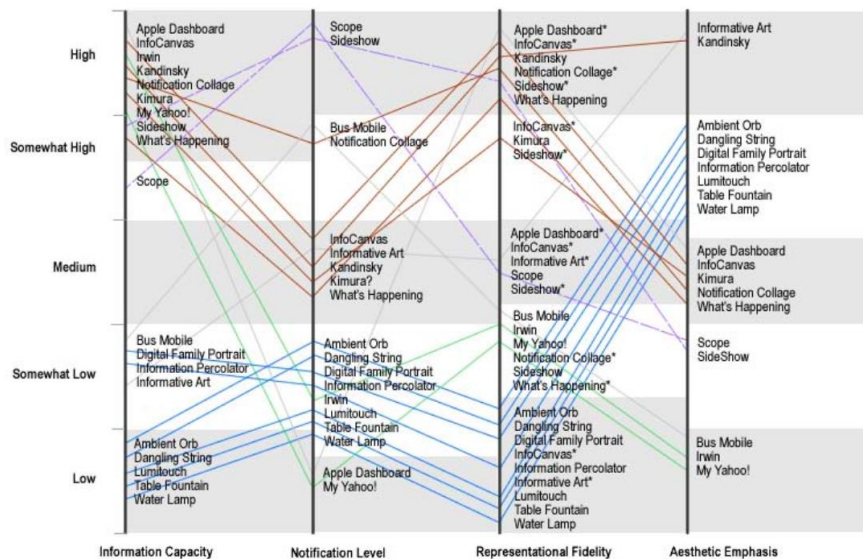 High
Somewhat High
Medium
Somewhat Low
Low
Apple Dashboard
InfoCanvas
Irwin
Kandinsky
Notification Collage
Kimura
My Yahoo!
Sideshow
What's Happening
Scope
Bus Mobile
Digital Family Portrait
Information Percolator
Informative Art
Ambient Orb
Dangling String
Lumitouch
Table Fountain
Water Lamp
Information Capacity
Scope
Sideshow
Bus Mobile
Notification Collage
InfoCanvas
Informative Art
Kandinsky
Kimura?
What's Happening
Ambient Orb
Dangling String
Digital Family Portrait
Information Percolator
Irwin
Lumitouch
Table Fountain
Water Lamp
Apple Dashboard
My Yahoo!
Notification Level
Apple Dashboard*
InfoCanvas*
Kandinsky
Notification Collage*
Sideshow*
What's Happening
InfoCanvas*
Kimura
Sideshow*
Apple Dashboard*
InfoCanvas*
Informative Art*
Scope
Sideshow*
Bus Mobile
Irwin
My Yahoo!
Notification Collage*
Sideshow
What's Happening*
Ambient Orb
Dangling String
Digital Family Portrait
InfoCanvas*
Information Percolator
Informative Art*
Lumitouch
Table Fountain
Water Lamp
Representational Fidelity
Informative Art
Kandinsky
Ambient Orb
Dangling String
Digital Family Portrait
Information Percolator
Lumitouch
Table Fountain
Water Lamp
Apple Dashboard
InfoCanvas
Kimura
Notification Collage
What's Happening
Scope
SideShow
Bus Mobile
Irwin
My Yahoo!
Aesthetic Emphasis